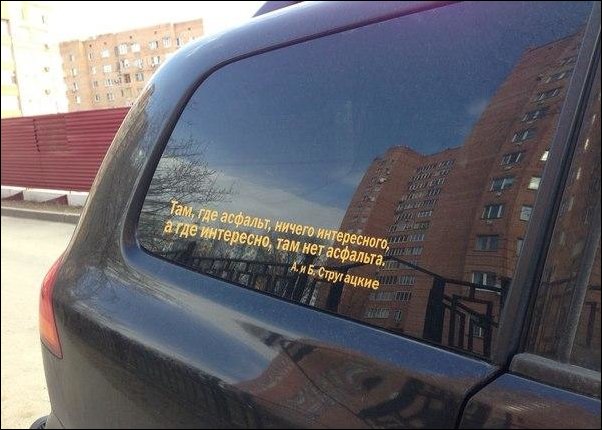 Там, где асфальт, ничего интересного,
а где интересно, там нет асфальта.
А. и Б. Стругацкие